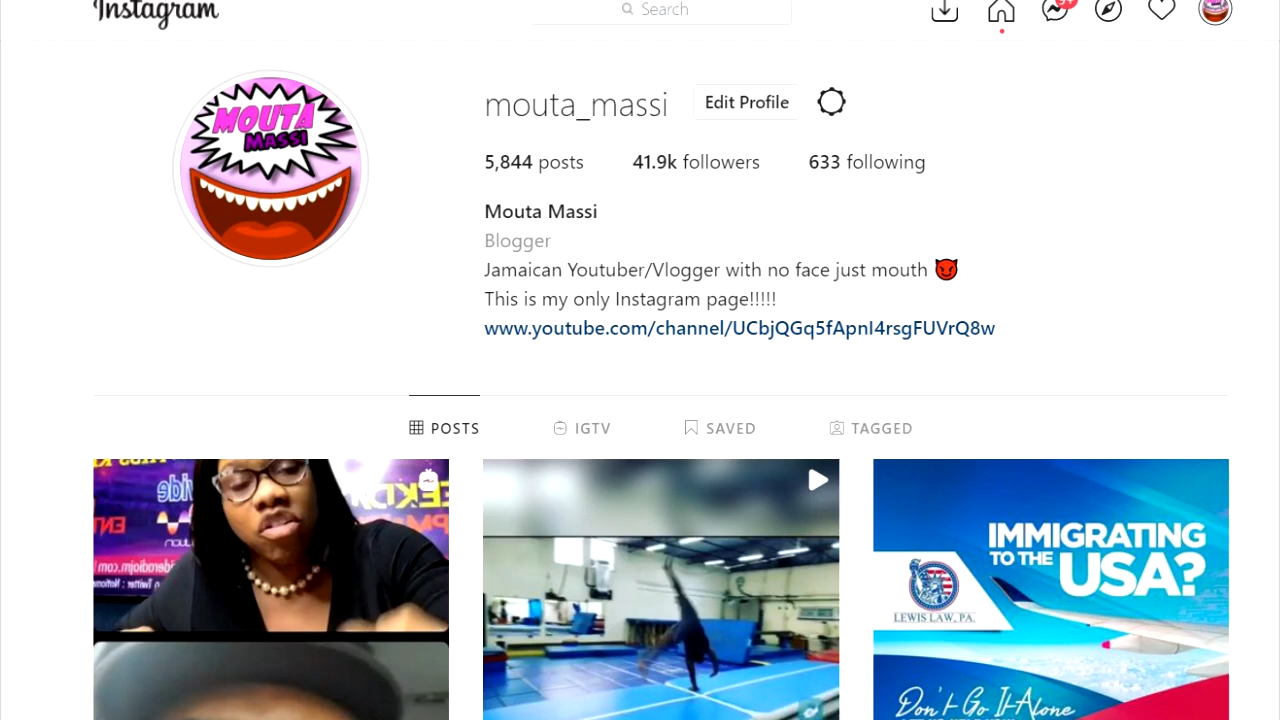 Instagram
Search
9+
MOUTA
MASSI
mouta_massi
Edit Profile
5,844 posts
41.9k followers
633 following
Mouta Massi
Blogger
Jamaican Youtuber/Vlogger with no face just mouth 😈
This is my only Instagram page!!!!!
www.youtube.com/channel/UCbjQGq5fApnI4rsgFUVrQ8w
POSTS
IGTV
SAVED
TAGGED
IMMIGRATING
TO THE USA?
LEWIS LAW, P.A.
Don't Go It Alone